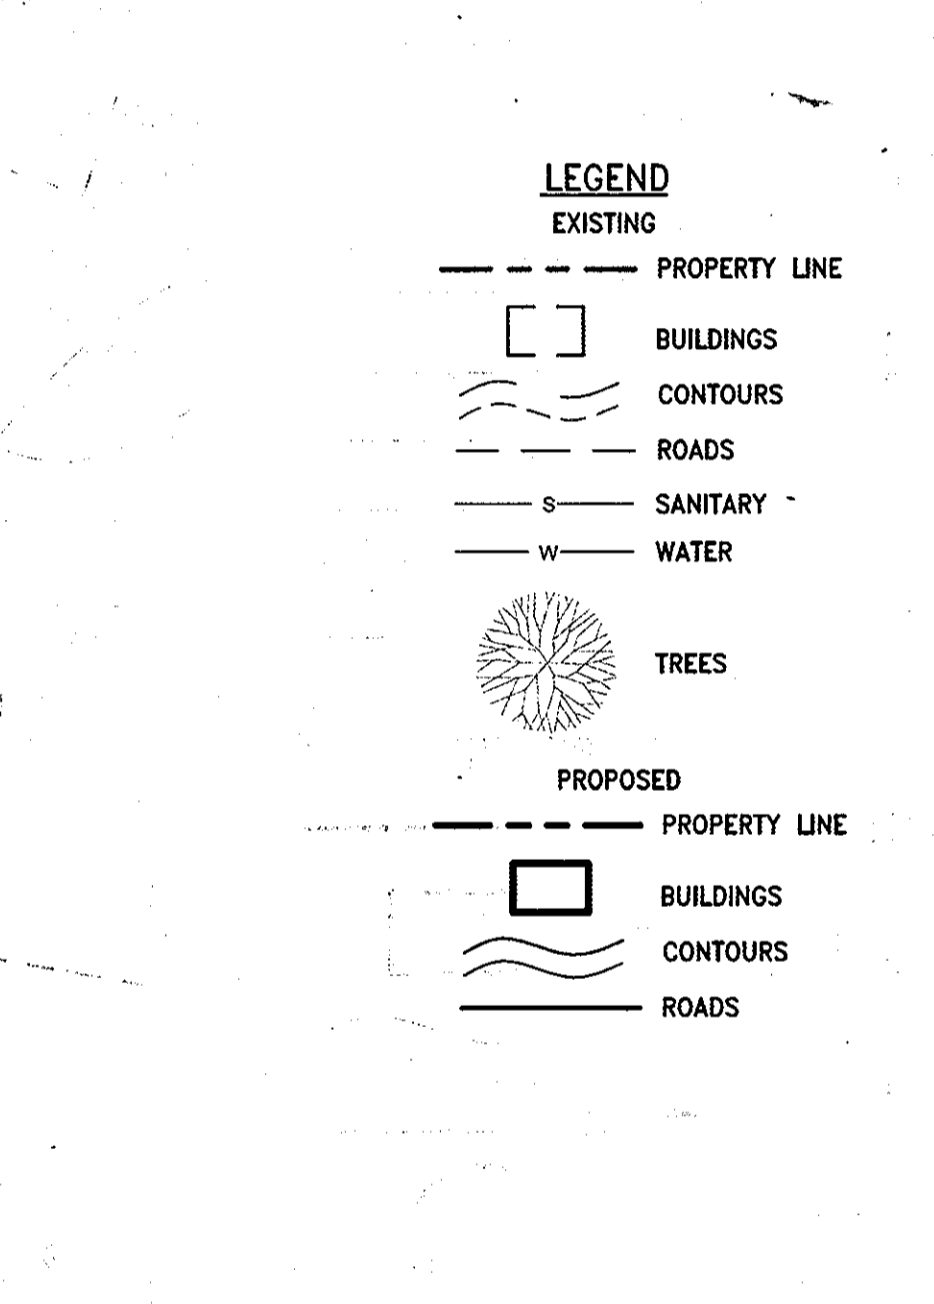 LEGEND
EXISTING
PROPERTY LINE
BUILDINGS
CONTOURS
ROADS
S SANITARY
W WATER
TREES
PROPOSED
PROPERTY LINE
BUILDINGS
CONTOURS
ROADS